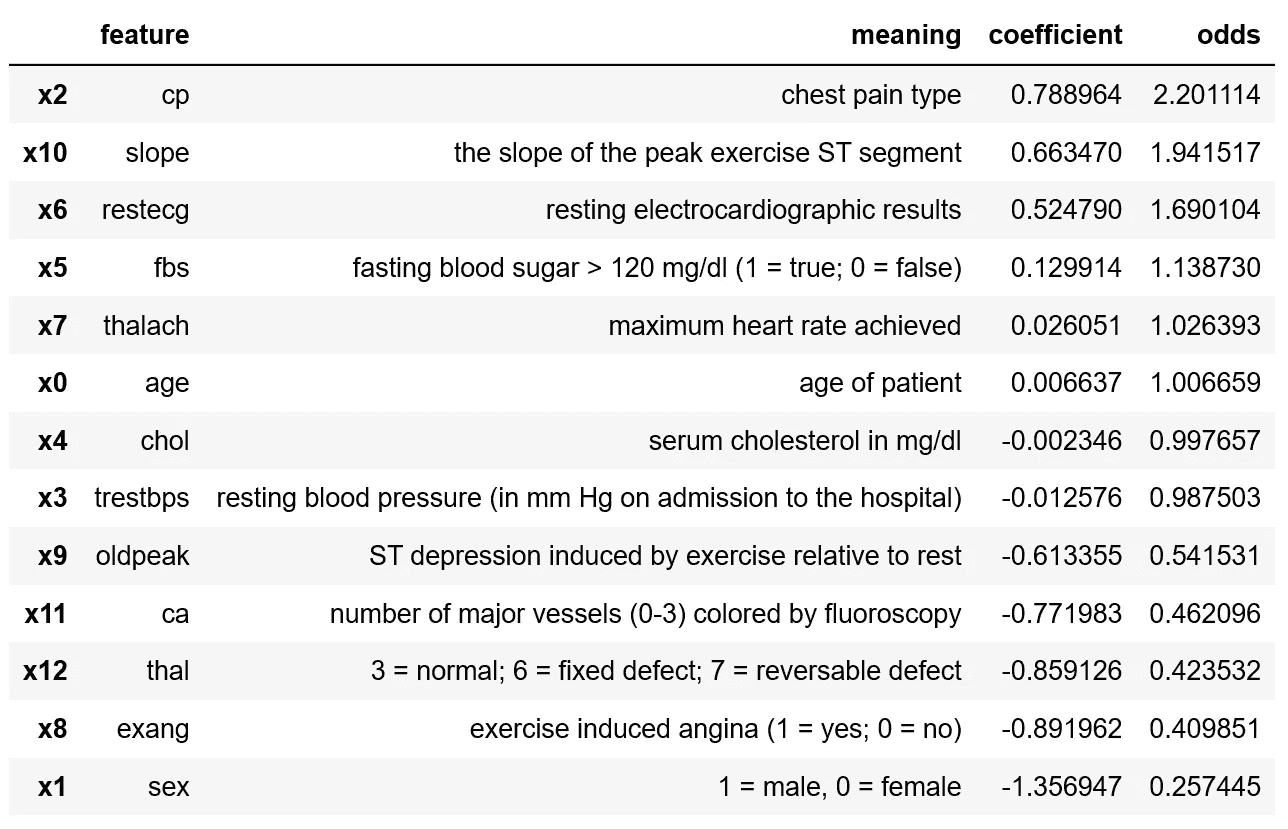 feature meaning coefficient odds
x2 cp chest pain type 0.788964 2.201114
x10 slope the slope of the peak exercise ST segment 0.663470 1.941517
x6 restecg resting electrocardiographic results 0.524790 1.690104
x5 fbs fasting blood sugar > 120 mg/dl (1 = true; 0 = false) 0.129914 1.138730
x7 thalach maximum heart rate achieved 0.026051 1.026393
x0 age age of patient 0.006637 1.006659
x4 chol serum cholesterol in mg/dl -0.002346 0.997657
x3 trestbps resting blood pressure (in mm Hg on admission to the hospital) -0.012576 0.987503
x9 oldpeak ST depression induced by exercise relative to rest -0.613355 0.541531
x11 ca number of major vessels (0-3) colored by fluoroscopy -0.771983 0.462096
x12 thal 3 = normal; 6 = fixed defect; 7 = reversable defect -0.859126 0.423532
x8 exang exercise induced angina (1 = yes; 0 = no) -0.891962 0.409851
x1 sex 1 = male, 0 = female -1.356947 0.257445